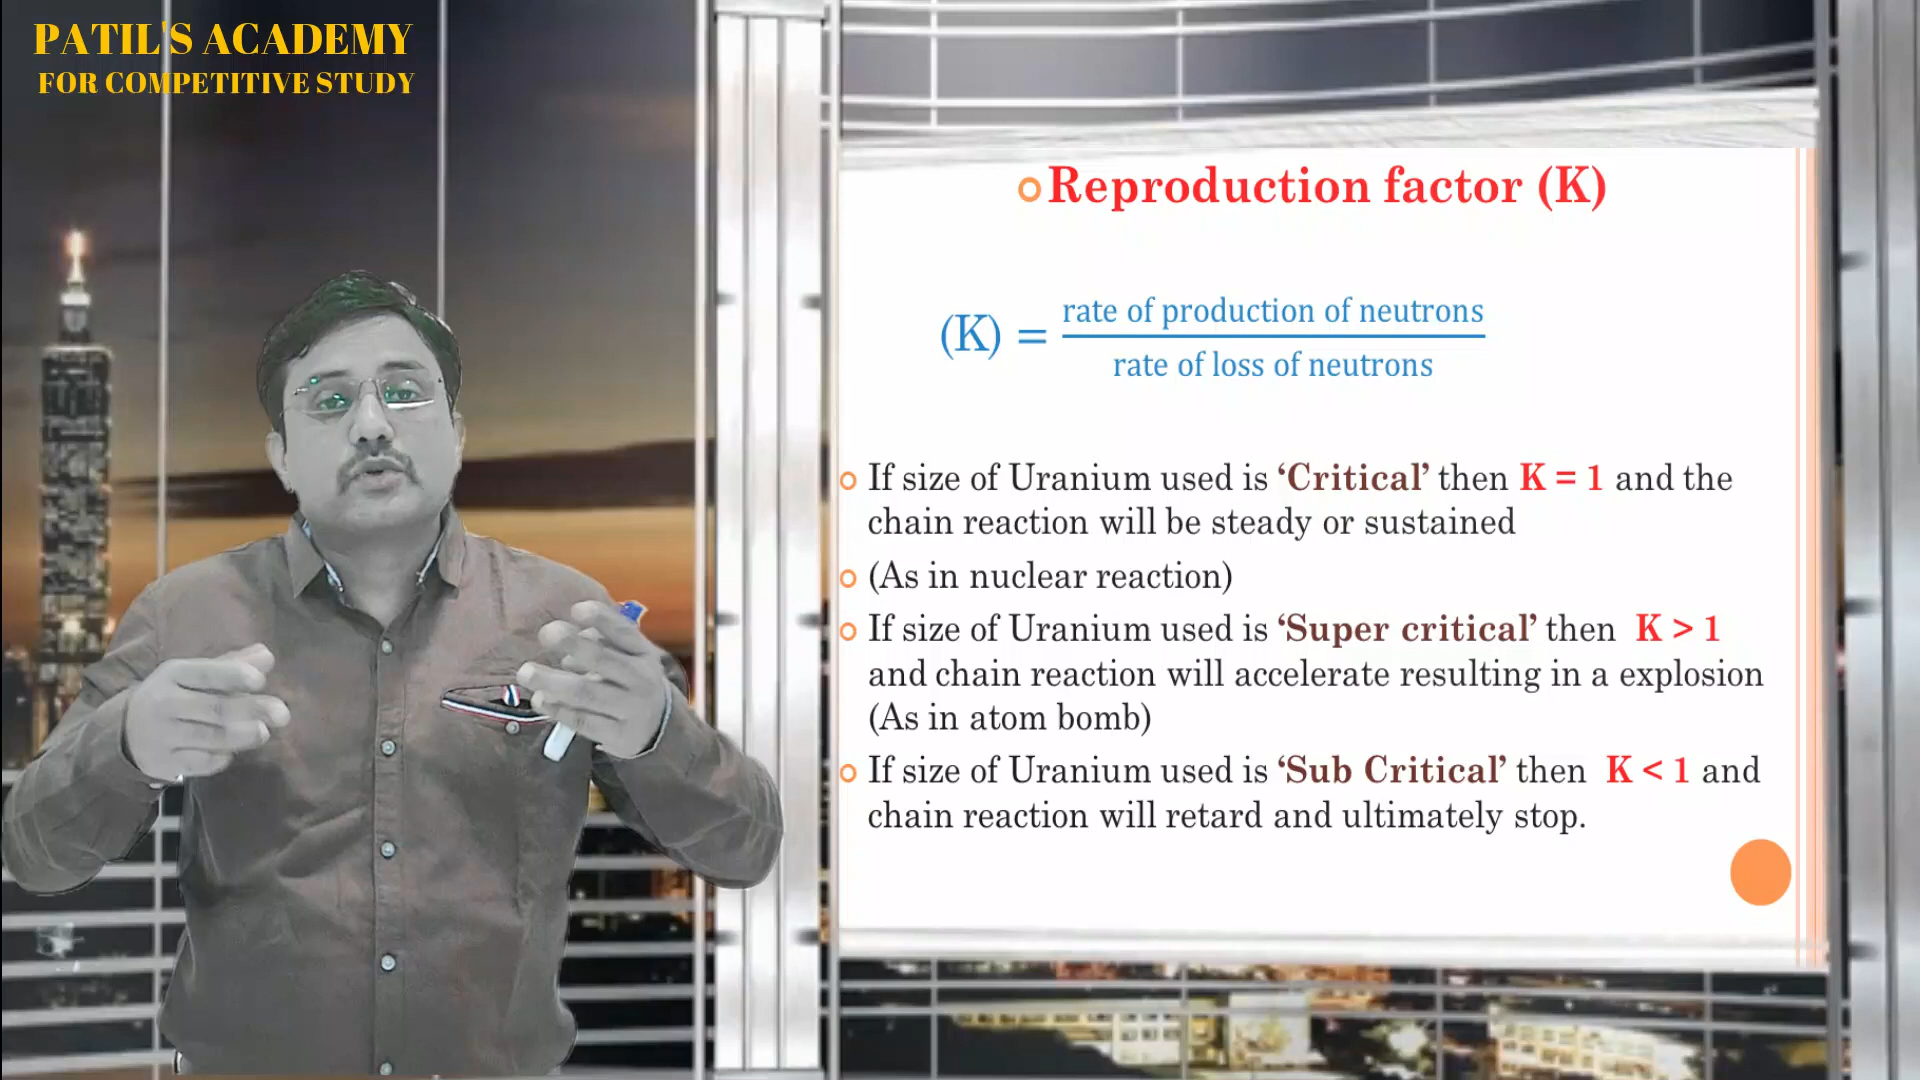 PATIL'S ACADEMY
FOR COMPETITIVE STUDY
Reproduction factor (K)
(K) = rate of production of neutrons
rate of loss of neutrons
If size of Uranium used is ‘Critical’ then K = 1 and the
chain reaction will be steady or sustained
(As in nuclear reaction)
If size of Uranium used is ‘Super critical’ then K > 1
and chain reaction will accelerate resulting in a explosion
(As in atom bomb)
If size of Uranium used is ‘Sub Critical’ then K < 1 and
chain reaction will retard and ultimately stop.